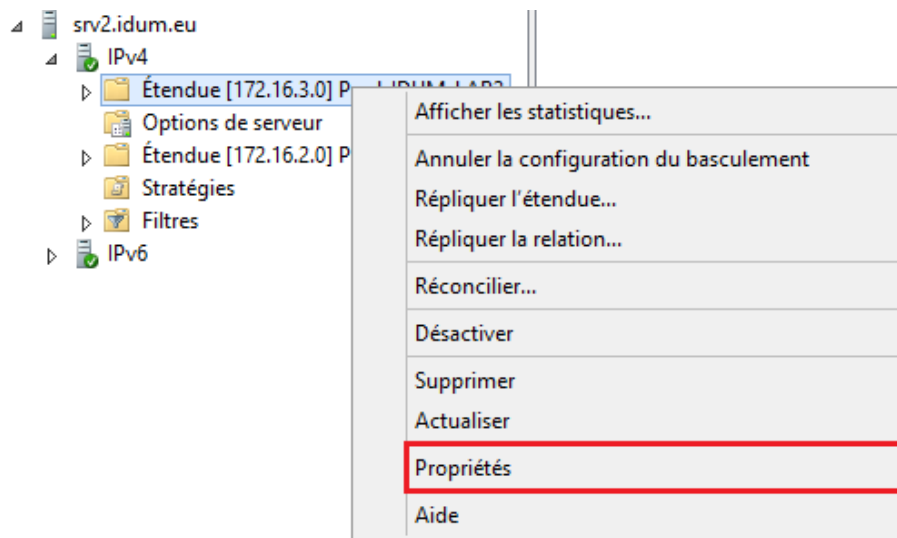 srv2.idum.eu
IPv4
Étendue [172.16.3.0] P
Options de serveur
Étendue [172.16.2.0] P
Stratégies
Filtres
IPv6
Afficher les statistiques...
Annuler la configuration du basculement
Répliquer l'étendue...
Répliquer la relation...
Réconcilier...
Désactiver
Supprimer
Actualiser
Propriétés
Aide